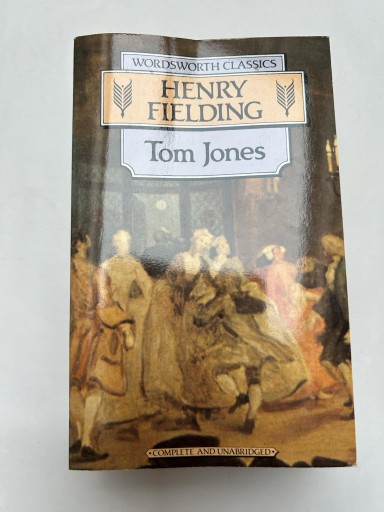 WORDSWORTH CLASSICS
HENRY
FIELDING
Tom Jones
COMPLETE AND UNABRIDGED